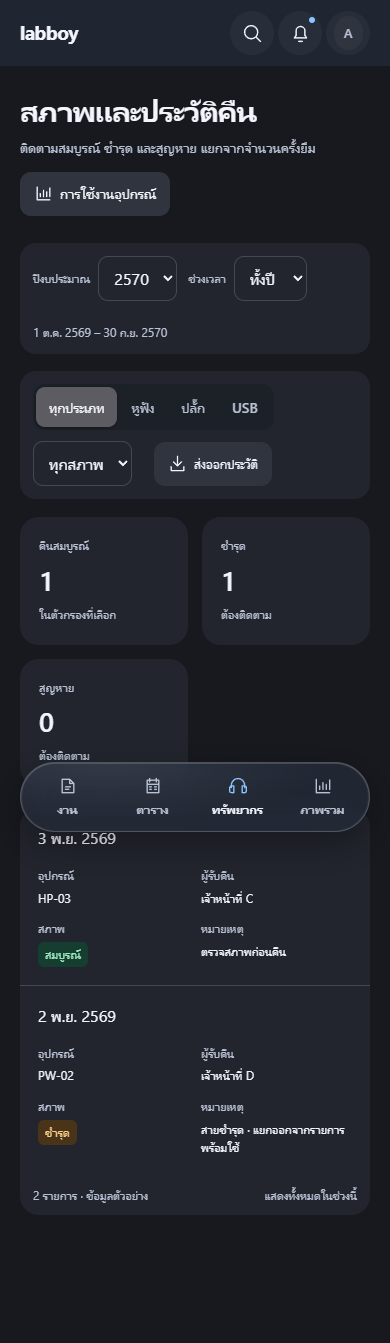 labboy
A
สภาพและประวัติคืน
ติดตามสมบูรณ์ ชำรุด และสูญหาย แยกจากจำนวนครั้งยืม
การใช้งานอุปกรณ์
ปีงบประมาณ 2570 ช่วงเวลา ทั้งปี
1 ต.ค. 2569 – 30 ก.ย. 2570
ทุกประเภท หูฟัง ปลั๊ก USB
ทุกสภาพ ส่งออกประวัติ
คืนสมบูรณ์
1
ในตัวกรองที่เลือก
ชำรุด
1
ต้องติดตาม
สูญหาย
0
ต้องติดตาม
งาน ตาราง ทรัพยากร ภาพรวม
3 พ.ย. 2569
อุปกรณ์ ผู้รับคืน
HP-03 เจ้าหน้าที่ C
สภาพ หมายเหตุ
สมบูรณ์ ตรวจสภาพก่อนคืน
2 พ.ย. 2569
อุปกรณ์ ผู้รับคืน
PW-02 เจ้าหน้าที่ D
สภาพ หมายเหตุ
ชำรุด สายชำรุด · แยกออกจากรายการ
พร้อมใช้
2 รายการ · ข้อมูลตัวอย่าง แสดงทั้งหมดในช่วงนี้